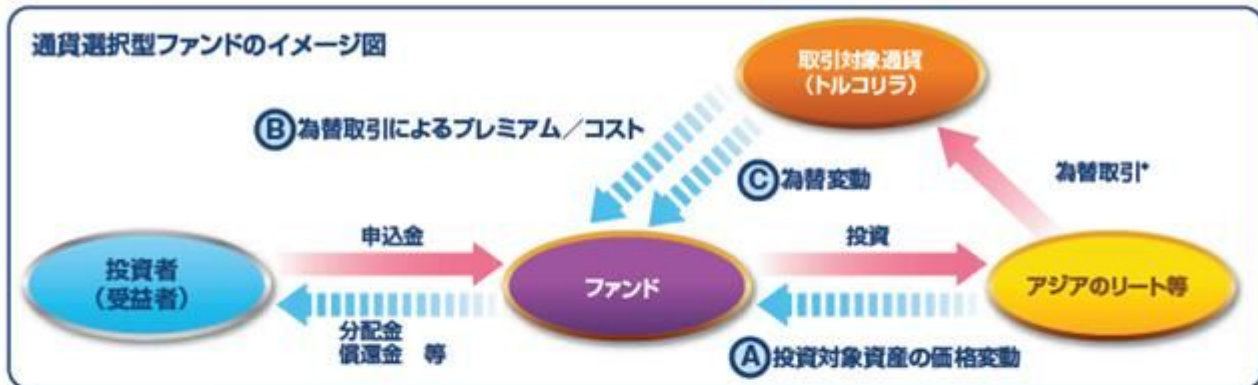 通貨選択型ファンドのイメージ図
取引対象通貨
(トルコリラ)
Ⓑ為替取引によるプレミアム/コスト
Ⓒ為替変動
為替取引*
申込金
投資
投資者
(受益者)
ファンド
アジアのリート等
分配金
償還金 等
Ⓐ投資対象資産の価格変動